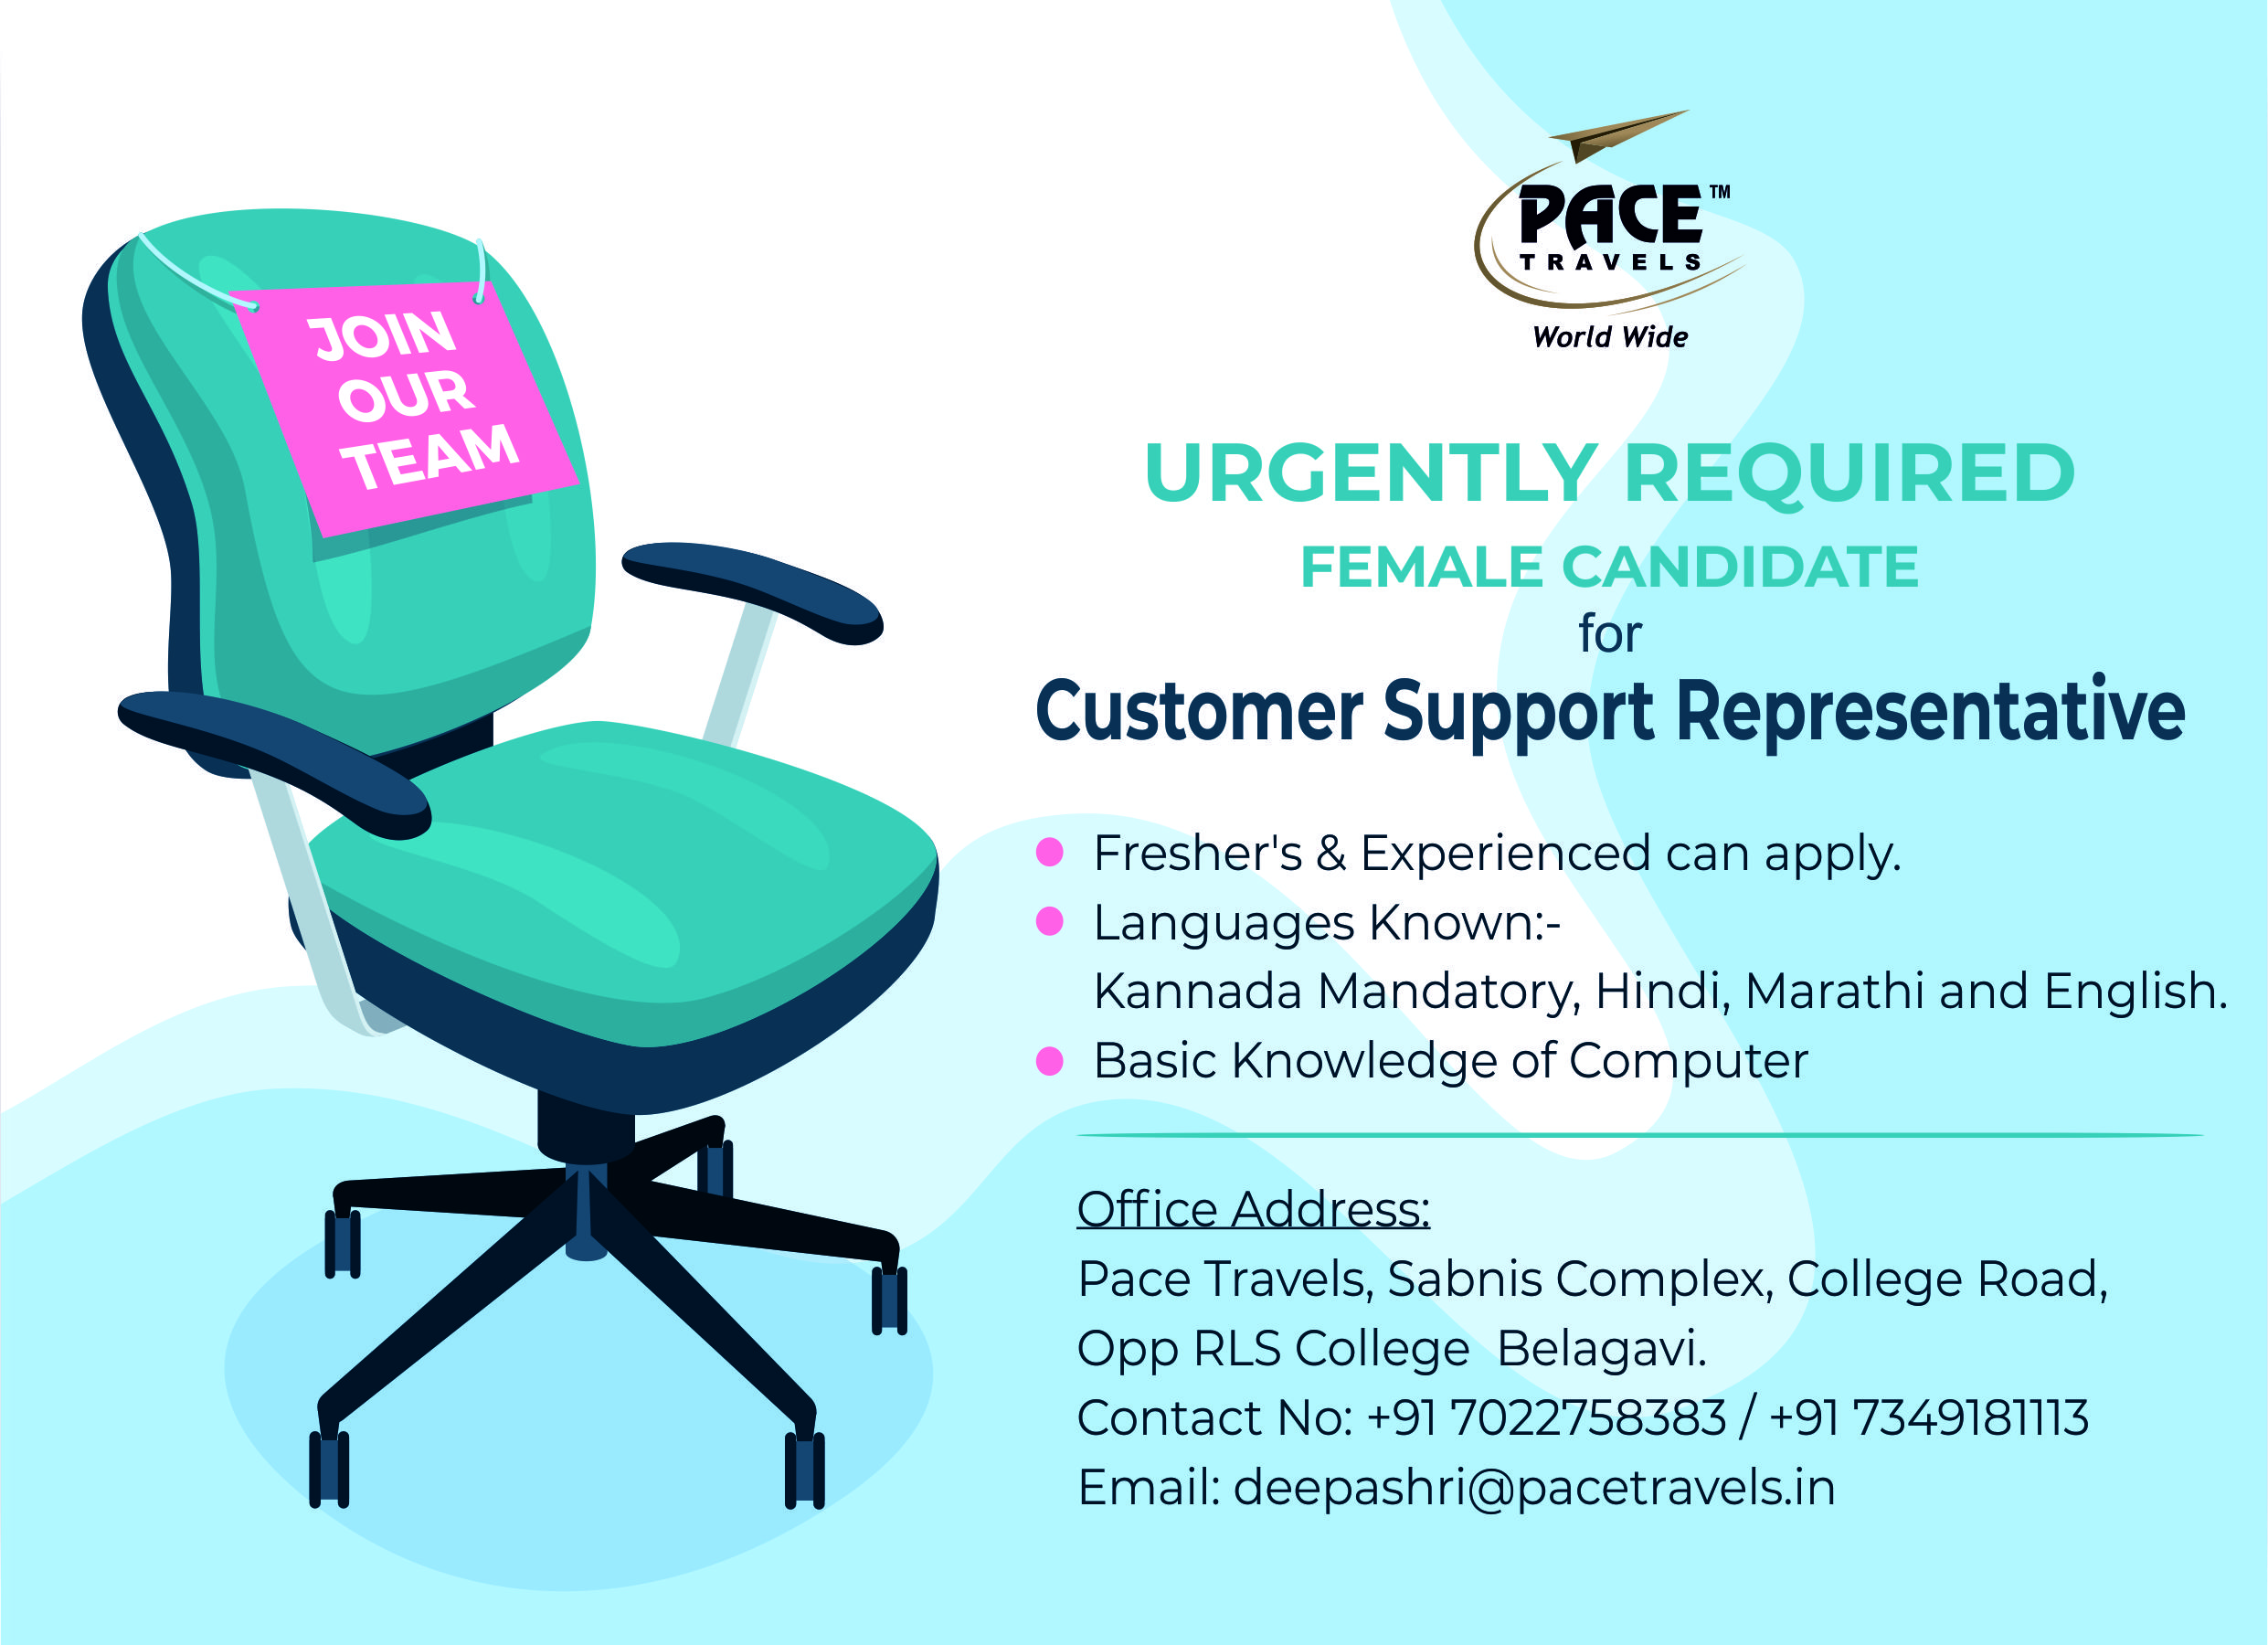 JOIN
OUR
TEAM
PACE TM
TRAVELS
World Wide
URGENTLY REQUIRED
FEMALE CANDIDATE
for
Customer Support Representative
Fresher's & Experienced can apply.
Languages Known:-
Kannada Mandatory, Hindi, Marathi and English.
Basic Knowledge of Computer
Office Address:
Pace Travels, Sabnis Complex, College Road,
Opp RLS College Belagavi.
Contact No: +91 7022758383 / +91 7349181113
Email: deepashri@pacetravels.in